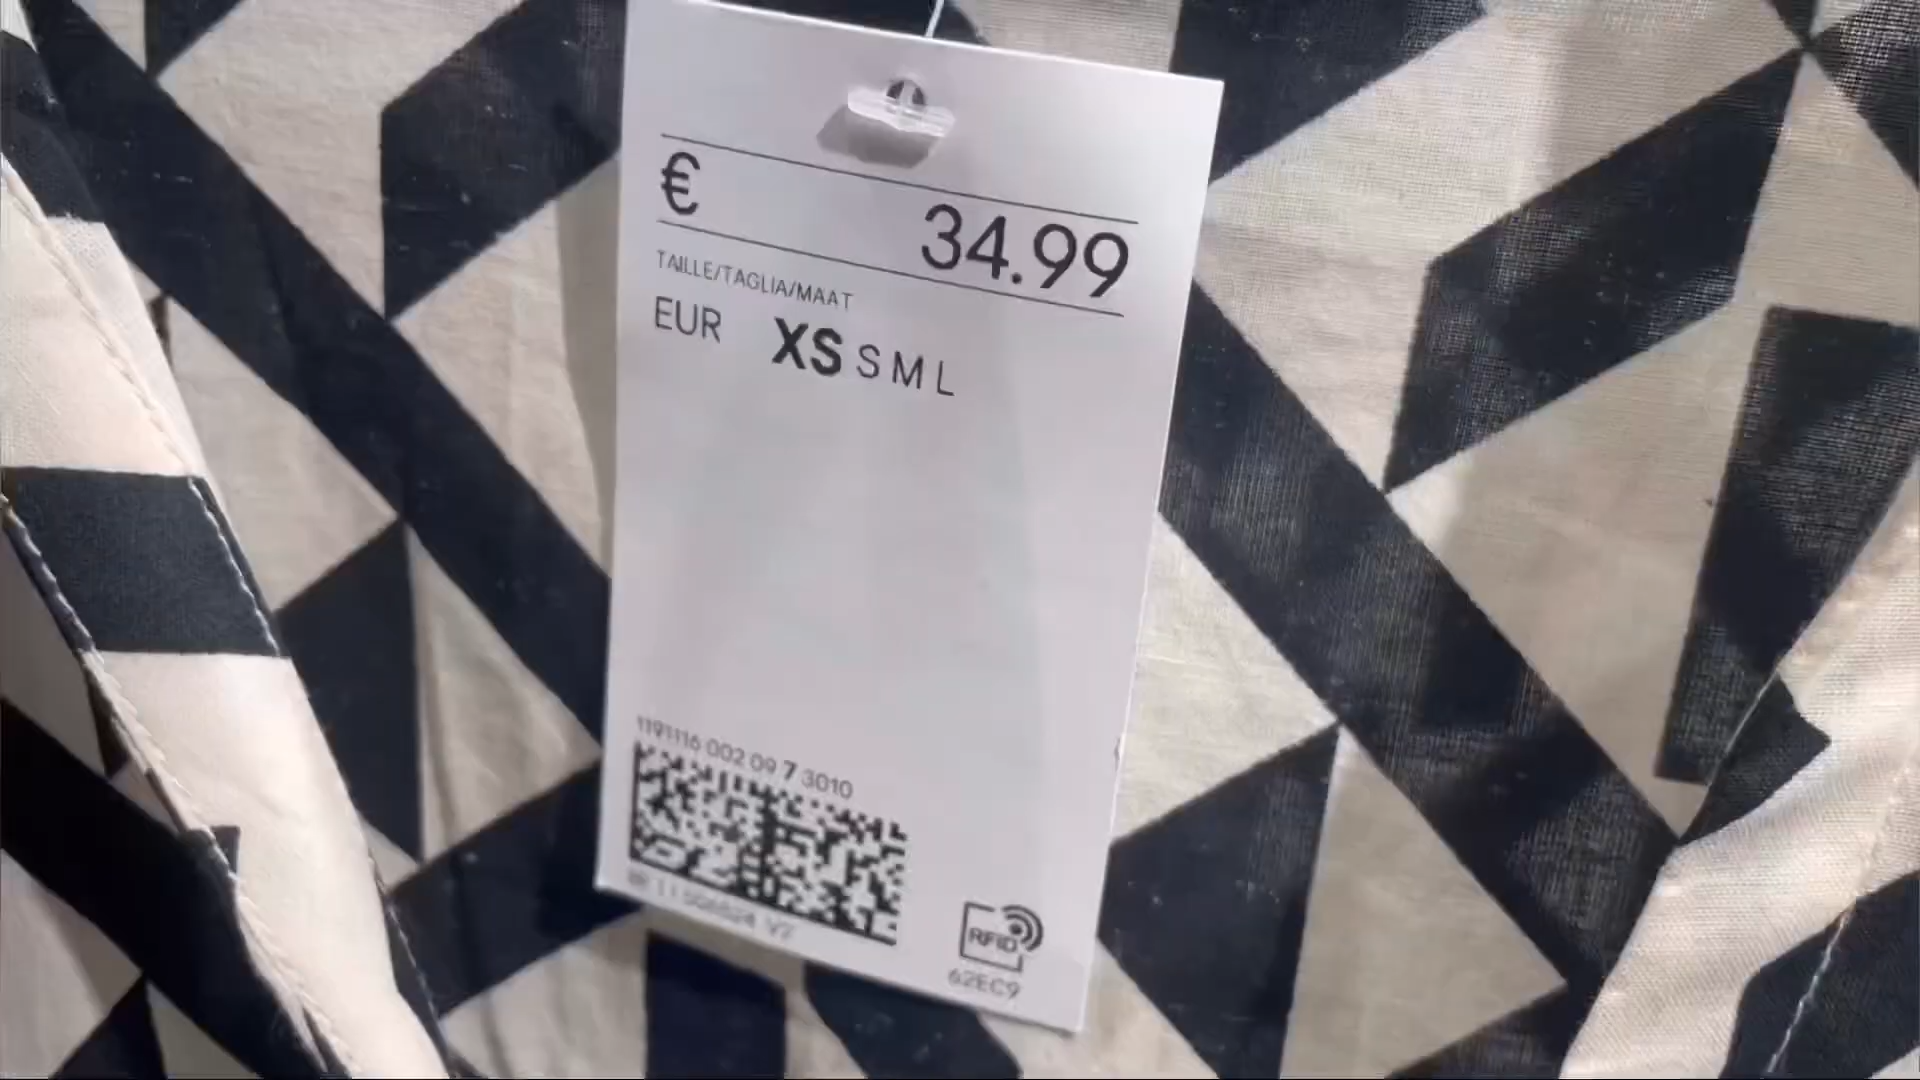 € 34.99
TAILLE/TAGLIA/MAAT
EUR XS S M L
1191116 002 09 7 3010
RFID
62EC9